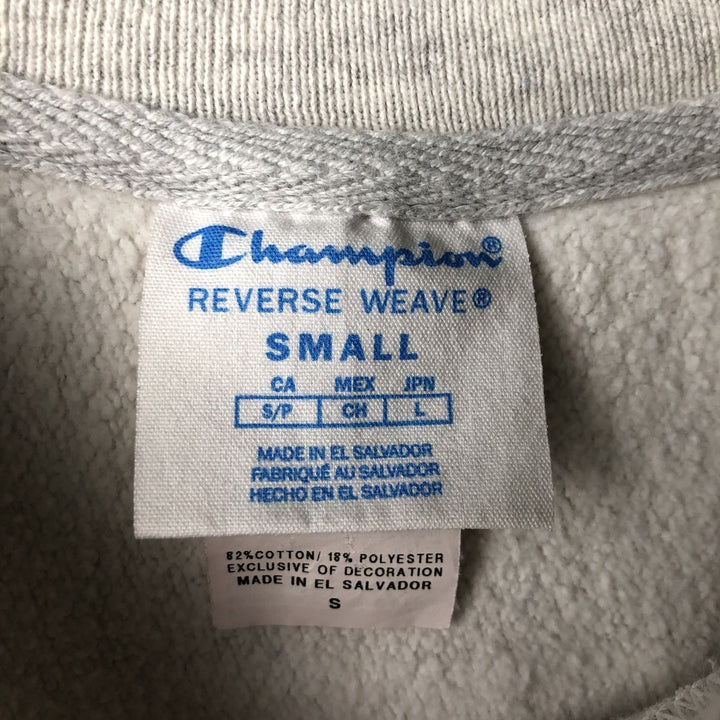 Champion®
REVERSE WEAVE®
SMALL
CA MEX JPN
S/P CH L
MADE IN EL SALVADOR
FABRIQUÉ AU SALVADOR
HECHO EN EL SALVADOR
82%COTTON/ 18% POLYESTER
EXCLUSIVE OF DECORATION
MADE IN EL SALVADOR
S